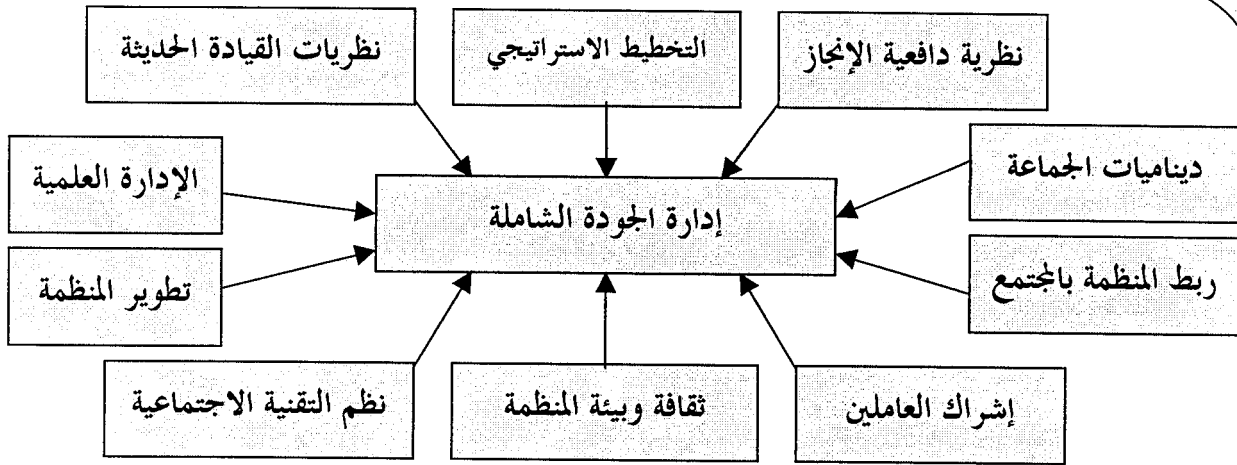 نظرية دافعية الإنجاز
التخطيط الاستراتيجي
نظريات القيادة الحديثة
ديناميات الجماعة
الإدارة العلمية
إدارة الجودة الشاملة
ربط المنظمة بالمجتمع
تطوير المنظمة
إشراك العاملين
ثقافة وبيئة المنظمة
نظم التقنية الاجتماعية